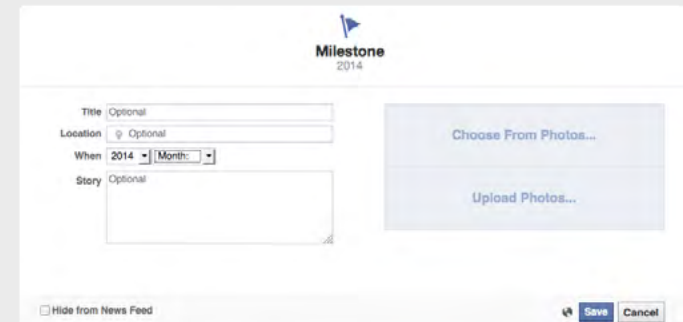 Milestone
2014
Title Optional
Location Optional
When 2014 Month:
Story Optional
Choose From Photos...
Upload Photos...
Hide from News Feed
Save Cancel